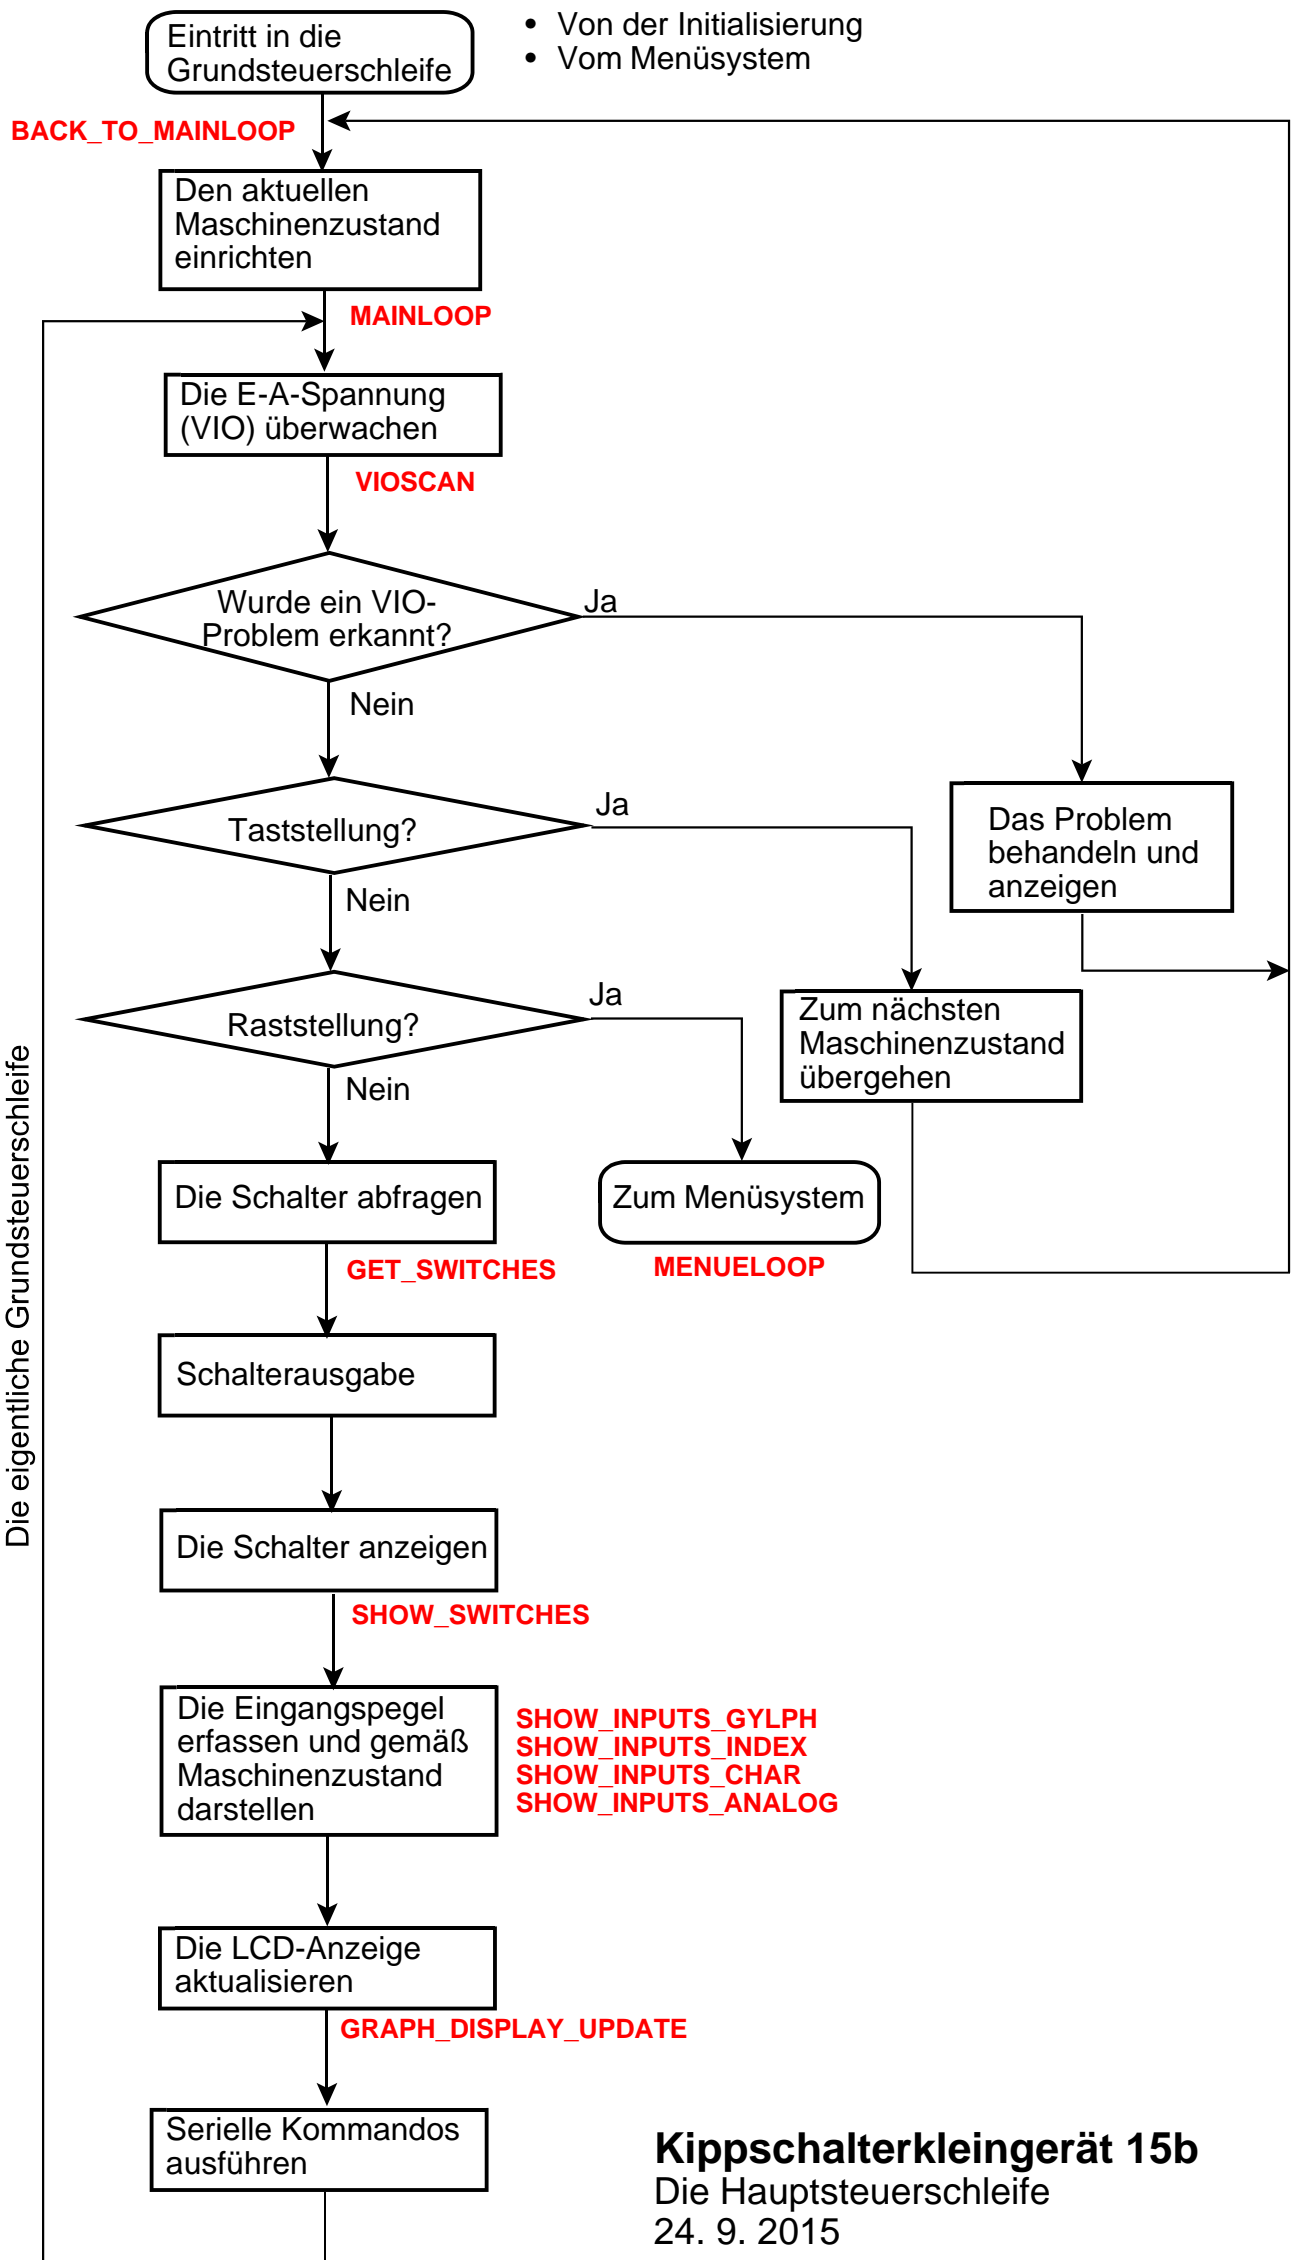 Eintritt in die
Grundsteuerschleife
• Von der Initialisierung
• Vom Menüsystem
BACK_TO_MAINLOOP
Den aktuellen
Maschinenzustand
einrichten
MAINLOOP
Die E-A-Spannung
(VIO) überwachen
VIOSCAN
Wurde ein VIO-
Problem erkannt?
Ja
Nein
Taststellung?
Ja
Das Problem
behandeln und
anzeigen
Nein
Raststellung?
Ja
Zum nächsten
Maschinenzustand
übergehen
Nein
Die Schalter abfragen
Zum Menüsystem
GET_SWITCHES
MENUELOOP
Die eigentliche Grundsteuerschleife
Schalterausgabe
Die Schalter anzeigen
SHOW_SWITCHES
Die Eingangspegel
erfassen und gemäß
Maschinenzustand
darstellen
SHOW_INPUTS_GYLPH
SHOW_INPUTS_INDEX
SHOW_INPUTS_CHAR
SHOW_INPUTS_ANALOG
Die LCD-Anzeige
aktualisieren
GRAPH_DISPLAY_UPDATE
Serielle Kommandos
ausführen
Kippschalterkleingerät 15b
Die Hauptsteuerschleife
24. 9. 2015